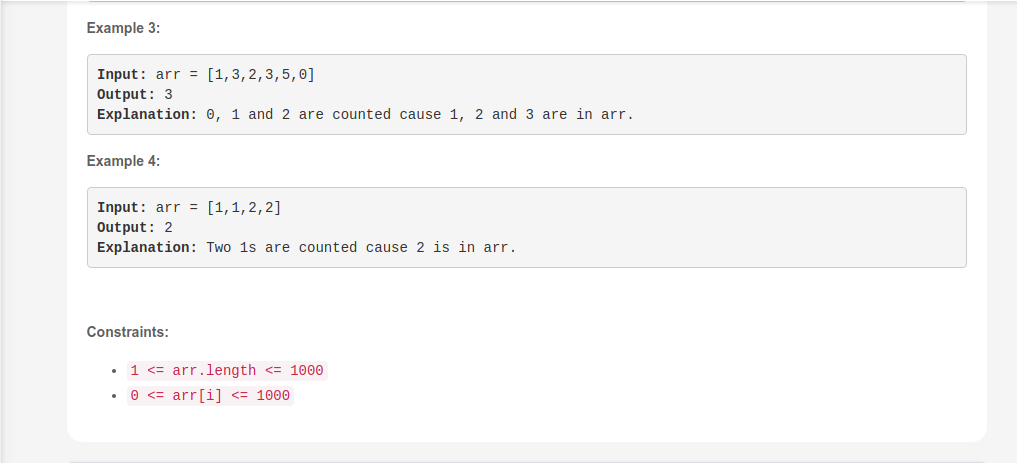 Example 3:
Input: arr = [1,3,2,3,5,0]
Output: 3
Explanation: 0, 1 and 2 are counted cause 1, 2 and 3 are in arr.
Example 4:
Input: arr = [1,1,2,2]
Output: 2
Explanation: Two 1s are counted cause 2 is in arr.
Constraints:
• 1 <= arr.length <= 1000
• 0 <= arr[i] <= 1000